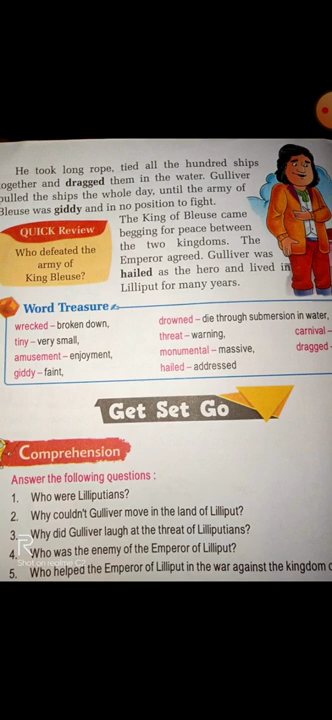 He took long rope, tied all the hundred ships
together and dragged them in the water. Gulliver
pulled the ships the whole day, until the army of
Bleuse was giddy and in no position to fight.
The King of Bleuse came
begging for peace between
the two kingdoms. The
Emperor agreed. Gulliver was
hailed as the hero and lived in
Lilliput for many years.
QUICK Review
Who defeated the
army of
King Bleuse?
Word Treasure
wrecked – broken down,
tiny – very small,
amusement – enjoyment,
giddy – faint,
drowned – die through submersion in water,
threat – warning,
monumental – massive,
hailed – addressed
carnival –
dragged –
Get Set Go
Comprehension
Answer the following questions :
1. Who were Lilliputians?
2. Why couldn't Gulliver move in the land of Lilliput?
3. Why did Gulliver laugh at the threat of Lilliputians?
4. Who was the enemy of the Emperor of Lilliput?
5. Who helped the Emperor of Lilliput in the war against the kingdom
R
Shot on realme C2